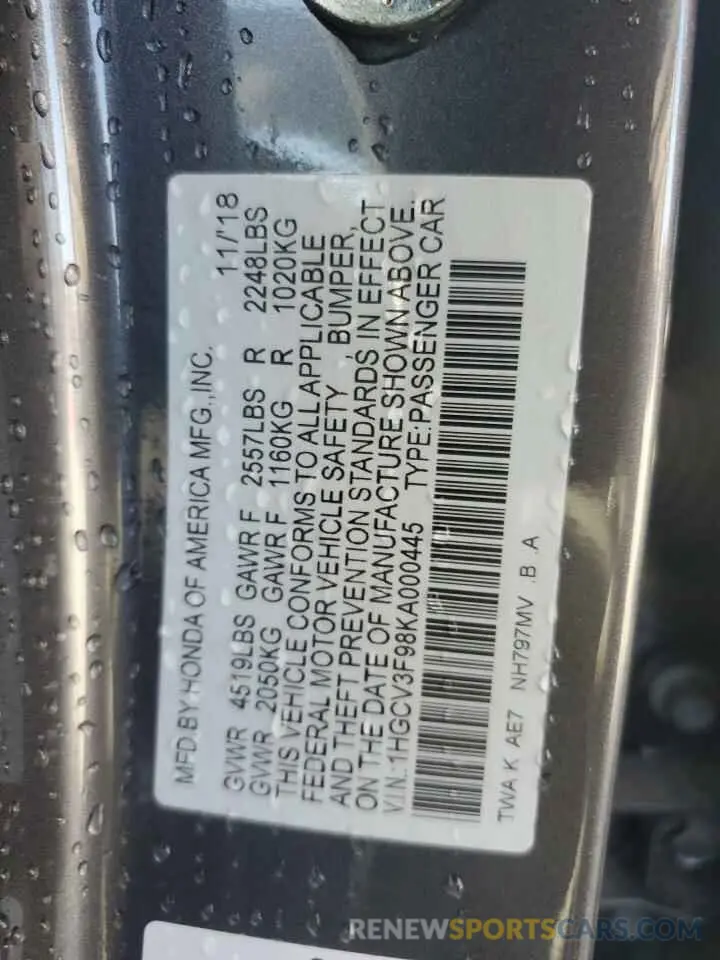 MFD.BY HONDA OF AMERICA MFG.,INC. 11/'18
GVWR 4519LBS GAWR F 2557LBS R 2248LBS
GVWR 2050KG GAWR F 1160KG R 1020KG
THIS VEHICLE CONFORMS TO ALL APPLICABLE
FEDERAL MOTOR VEHICLE SAFETY, BUMPER,
AND THEFT PREVENTION STANDARDS IN EFFECT
ON THE DATE OF MANUFACTURE SHOWN ABOVE.
VIN:1HGCV3F98KA000445 TYPE:PASSENGER CAR
TWA K AE7 NH797MV .B .A
RENEWSPORTSCARS.COM